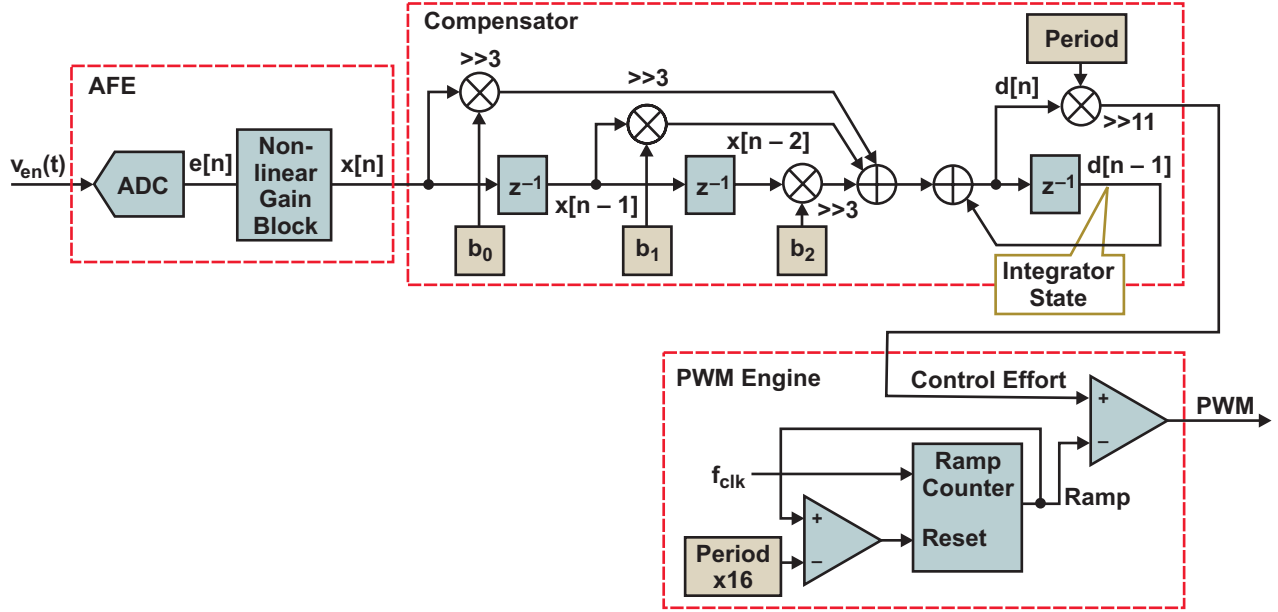 Compensator
Period
>>3
>>3
d[n]
>>11
AFE
v_en(t)
ADC
e[n]
Non-
linear
Gain
Block
x[n]
z⁻¹
x[n – 1]
z⁻¹
x[n – 2]
>>3
z⁻¹
d[n – 1]
b₀
b₁
b₂
Integrator
State
PWM Engine
Control Effort
+
–
PWM
f_clk
Ramp
Counter
Reset
Ramp
+
–
Period
x16